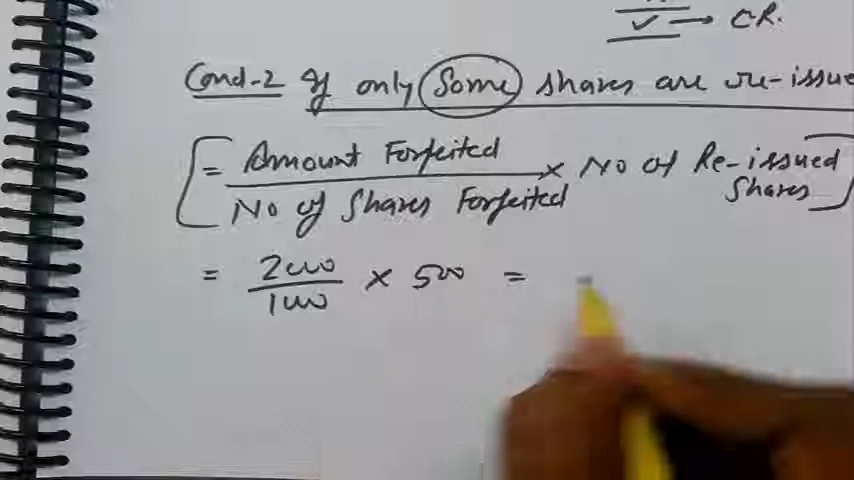 ✓ → CR.
Cond-2 If only Some shares are re-issue
= Amount Forfeited / No of Shares Forfeited × No of Re-issued Shares
= 2000 / 1000 × 500 =